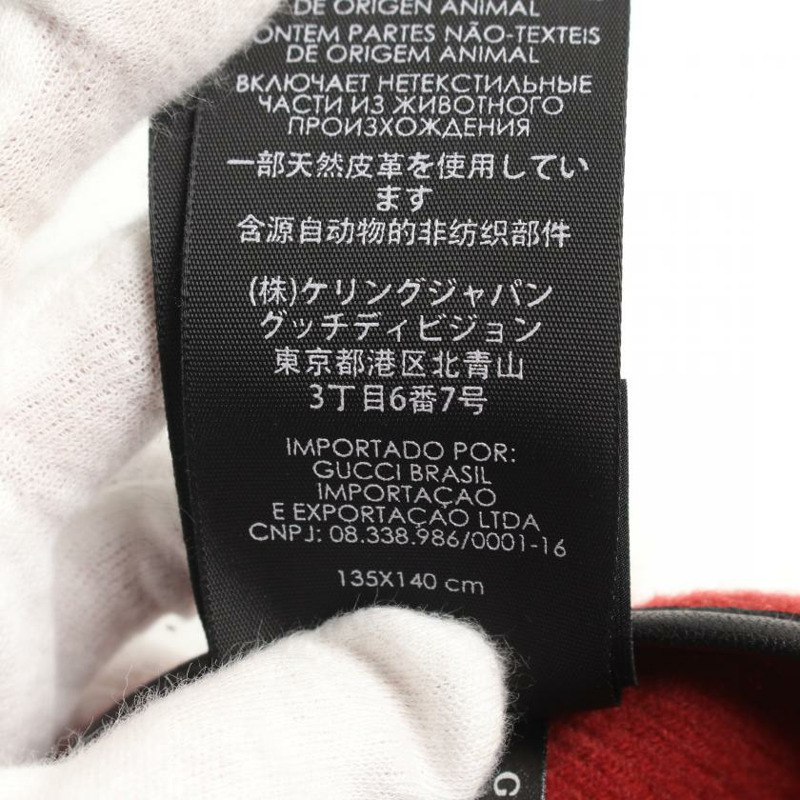 DE ORIGEN ANIMAL
CONTEM PARTES NÃO-TEXTEIS
DE ORIGEM ANIMAL
ВКЛЮЧАЕТ НЕТЕКСТИЛЬНЫЕ
ЧАСТИ ИЗ ЖИВОТНОГО
ПРОИЗХОЖДЕНИЯ
一部天然皮革を使用してい
ます
含源自动物的非纺织部件
(株)ケリングジャパン
グッチディビジョン
東京都港区北青山
3丁目6番7号
IMPORTADO POR:
GUCCI BRASIL
IMPORTAÇAO
E EXPORTAÇAO LTDA
CNPJ: 08.338.986/0001-16
135X140 cm
G